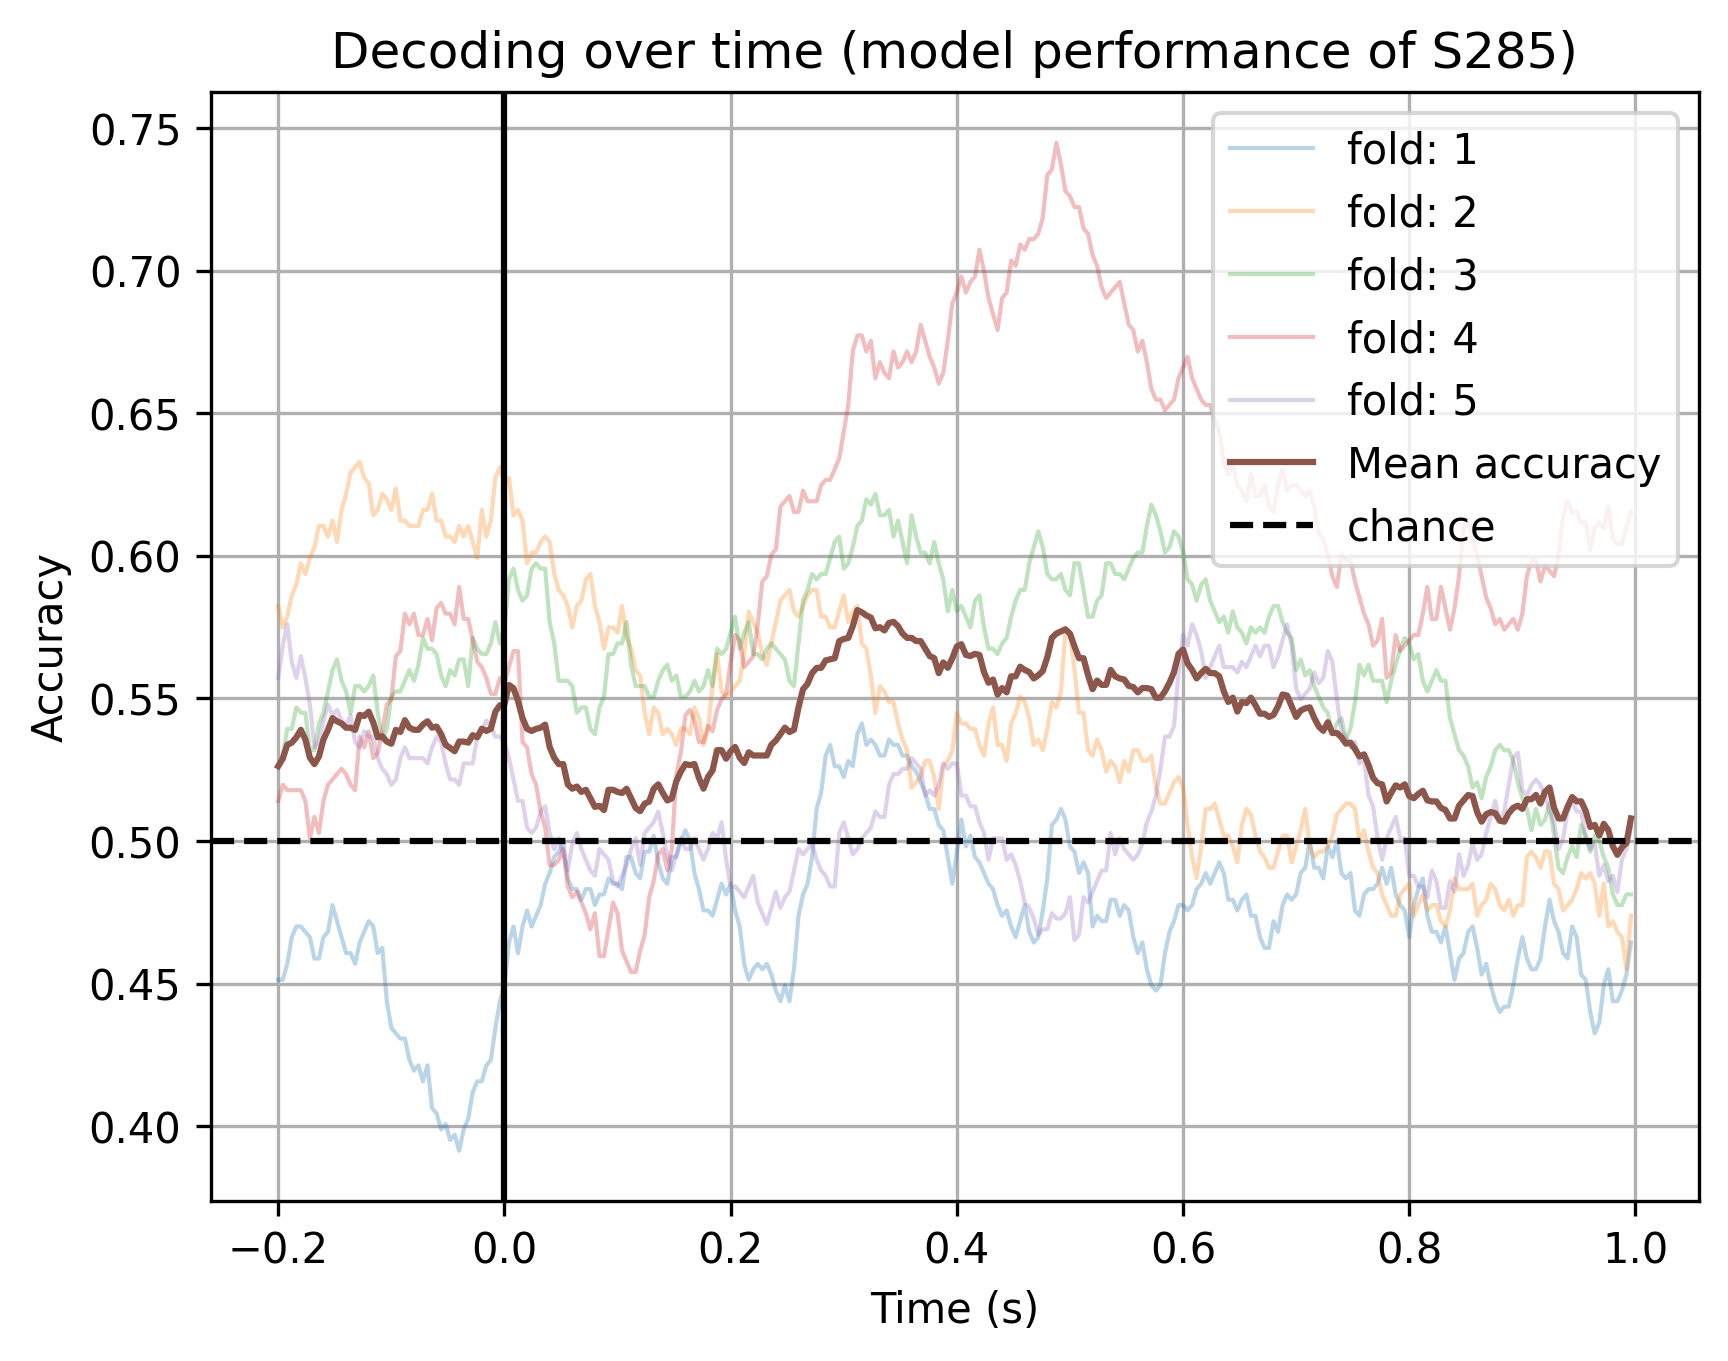 Decoding over time (model performance of S285)
0.75
0.70
0.65
0.60
0.55
0.50
0.45
0.40
Accuracy
fold: 1
fold: 2
fold: 3
fold: 4
fold: 5
Mean accuracy
chance
−0.2 0.0 0.2 0.4 0.6 0.8 1.0
Time (s)